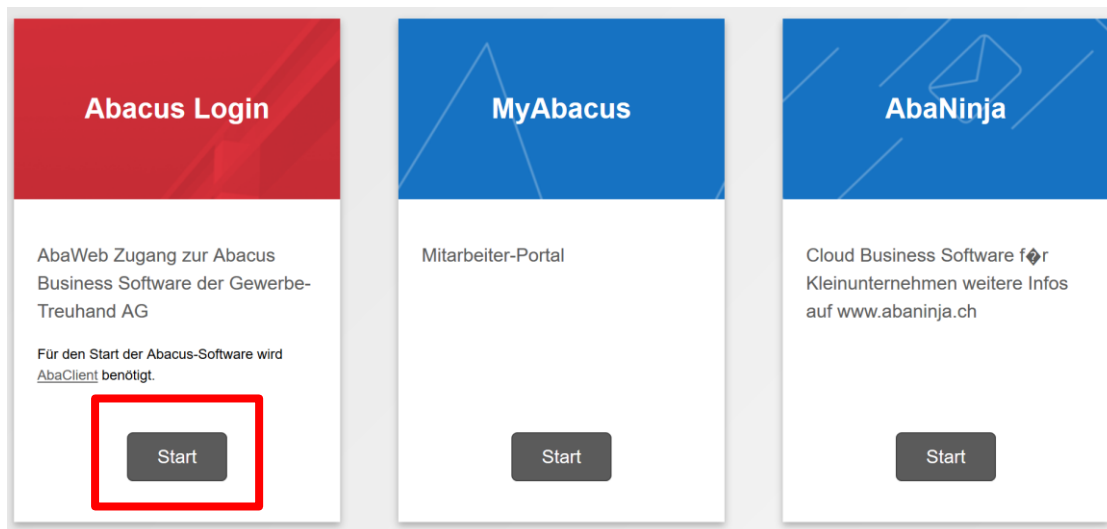 Abacus Login
AbaWeb Zugang zur Abacus
Business Software der Gewerbe-
Treuhand AG
Für den Start der Abacus-Software wird
AbaClient benötigt.
Start
MyAbacus
Mitarbeiter-Portal
Start
AbaNinja
Cloud Business Software f�r
Kleinunternehmen weitere Infos
auf www.abaninja.ch
Start